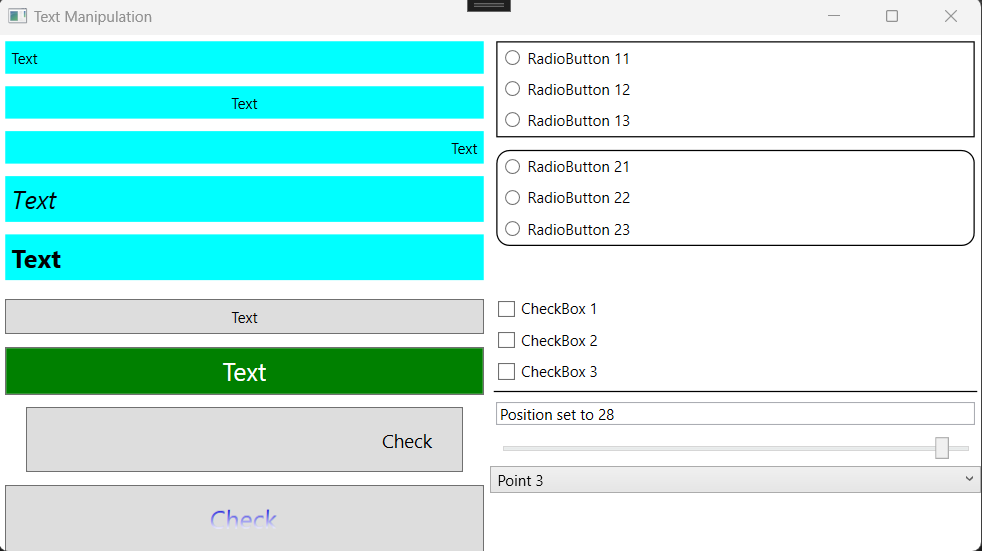 Text Manipulation
Text
Text
Text
Text
Text
Text
Text
Check
Check
RadioButton 11
RadioButton 12
RadioButton 13
RadioButton 21
RadioButton 22
RadioButton 23
CheckBox 1
CheckBox 2
CheckBox 3
Position set to 28
Point 3